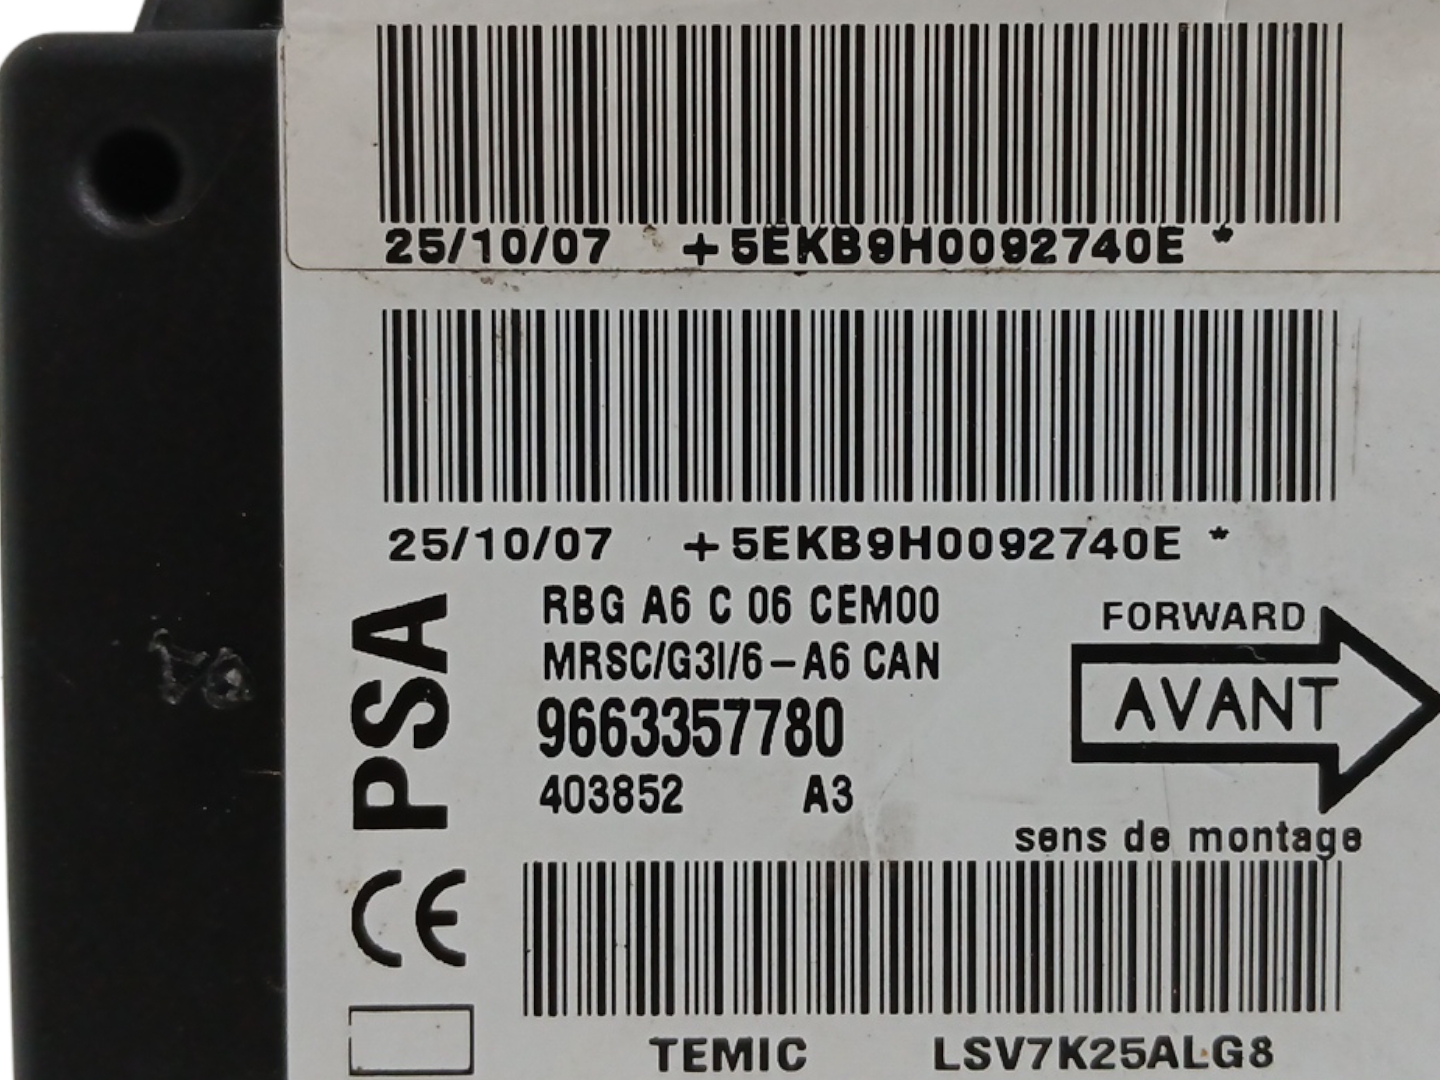 25/10/07 +5EKB9H0092740E *
25/10/07 +5EKB9H0092740E *
PSA
RBG A6 C 06 CEM00
MRSC/G3I/6-A6 CAN
9663357780
403852 A3
FORWARD
AVANT
sens de montage
CE
TEMIC LSV7K25ALG8